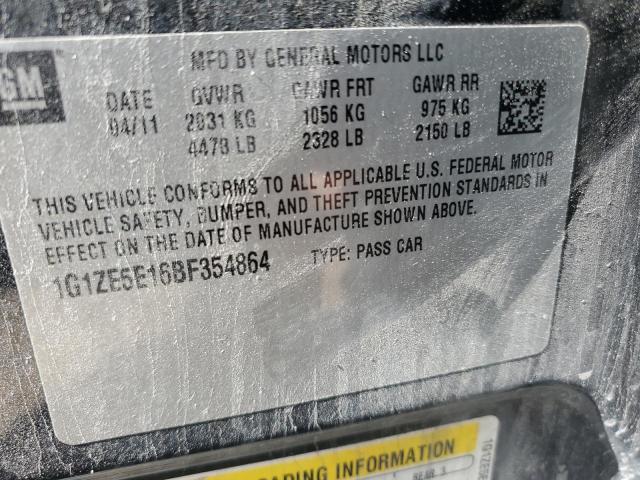 GM
MFD BY GENERAL MOTORS LLC
DATE GVWR GAWR FRT GAWR RR
04/11 2031 KG 1056 KG 975 KG
4478 LB 2328 LB 2150 LB
THIS VEHICLE CONFORMS TO ALL APPLICABLE U.S. FEDERAL MOTOR
VEHICLE SAFETY, BUMPER, AND THEFT PREVENTION STANDARDS IN
EFFECT ON THE DATE OF MANUFACTURE SHOWN ABOVE.
1G1ZE5E16BF354864 TYPE: PASS CAR
LOADING INFORMATION
REAR